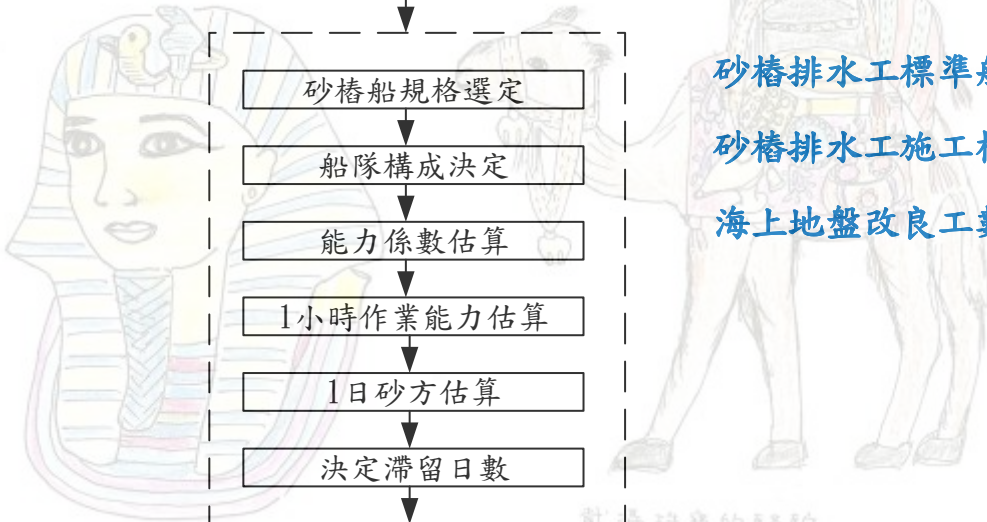 砂樁船規格選定
船隊構成決定
能力係數估算
1小時作業能力估算
1日砂方估算
決定滯留日數
砂樁排水工標準
砂樁排水工施工
海上地盤改良工